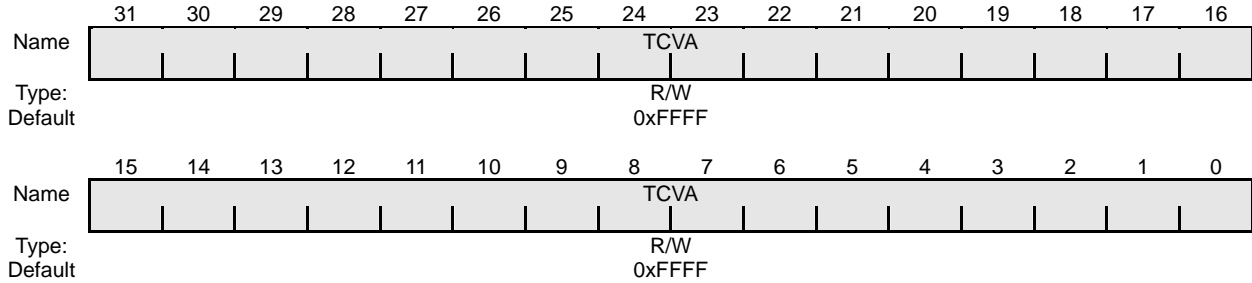 31 30 29 28 27 26 25 24 23 22 21 20 19 18 17 16
Name TCVA
Type: R/W
Default 0xFFFF
15 14 13 12 11 10 9 8 7 6 5 4 3 2 1 0
Name TCVA
Type: R/W
Default 0xFFFF